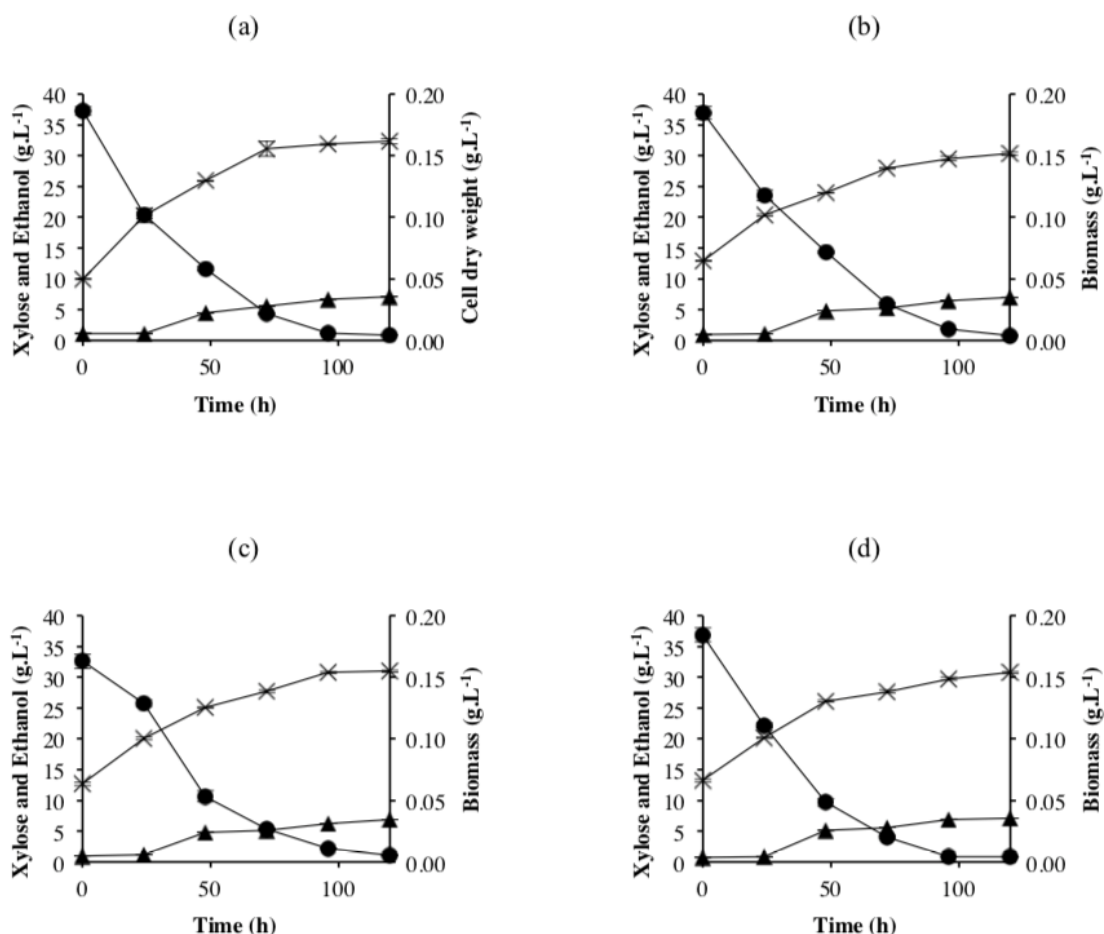 (a)
Xylose and Ethanol (g.L-1)
40
35
30
25
20
15
10
5
0
0.20
0.15
0.10
0.05
0.00
Cell dry weight (g.L-1)
0 50 100
Time (h)
(b)
Xylose and Ethanol (g.L-1)
40
35
30
25
20
15
10
5
0
0.20
0.15
0.10
0.05
0.00
Biomass (g.L-1)
0 50 100
Time (h)
(c)
Xylose and Ethanol (g.L-1)
40
35
30
25
20
15
10
5
0
0.20
0.15
0.10
0.05
0.00
Biomass (g.L-1)
0 50 100
Time (h)
(d)
Xylose and Ethanol (g.L-1)
40
35
30
25
20
15
10
5
0
0.20
0.15
0.10
0.05
0.00
Biomass (g.L-1)
0 50 100
Time (h)